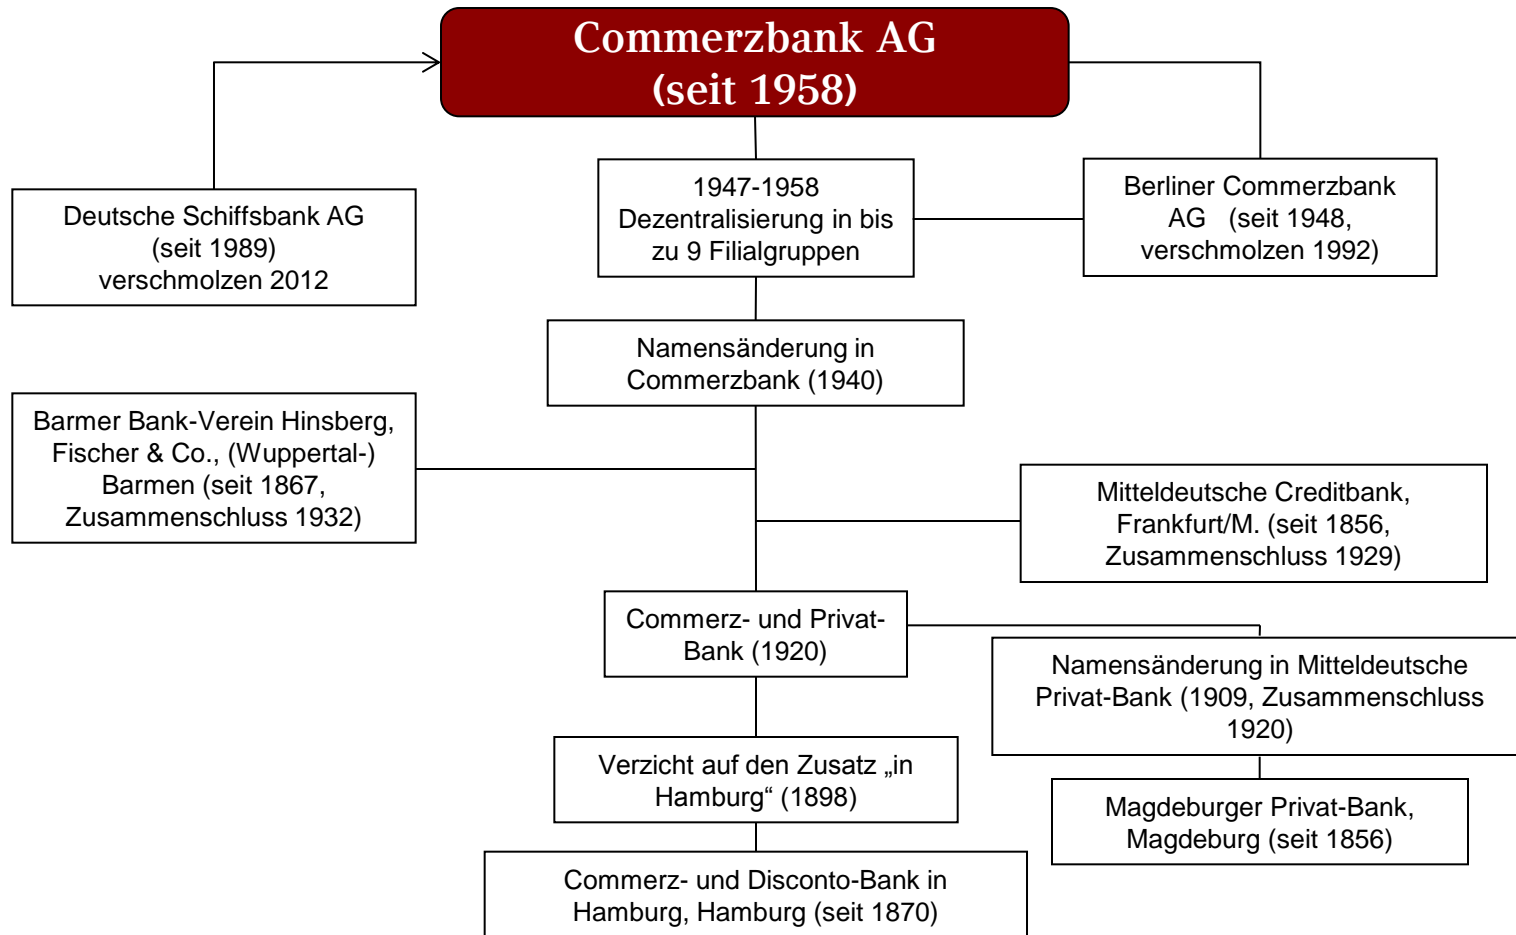 Commerzbank AG
(seit 1958)
Deutsche Schiffsbank AG
(seit 1989)
verschmolzen 2012
1947-1958
Dezentralisierung in bis
zu 9 Filialgruppen
Berliner Commerzbank
AG (seit 1948,
verschmolzen 1992)
Namensänderung in
Commerzbank (1940)
Barmer Bank-Verein Hinsberg,
Fischer & Co., (Wuppertal-)
Barmen (seit 1867,
Zusammenschluss 1932)
Mitteldeutsche Creditbank,
Frankfurt/M. (seit 1856,
Zusammenschluss 1929)
Commerz- und Privat-
Bank (1920)
Namensänderung in Mitteldeutsche
Privat-Bank (1909, Zusammenschluss
1920)
Verzicht auf den Zusatz „in
Hamburg“ (1898)
Magdeburger Privat-Bank,
Magdeburg (seit 1856)
Commerz- und Disconto-Bank in
Hamburg, Hamburg (seit 1870)